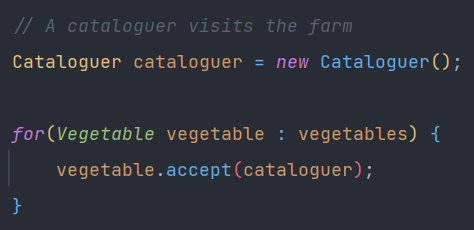 // A cataloguer visits the farm
Cataloguer cataloguer = new Cataloguer();
for(Vegetable vegetable : vegetables) {
vegetable.accept(cataloguer);
}